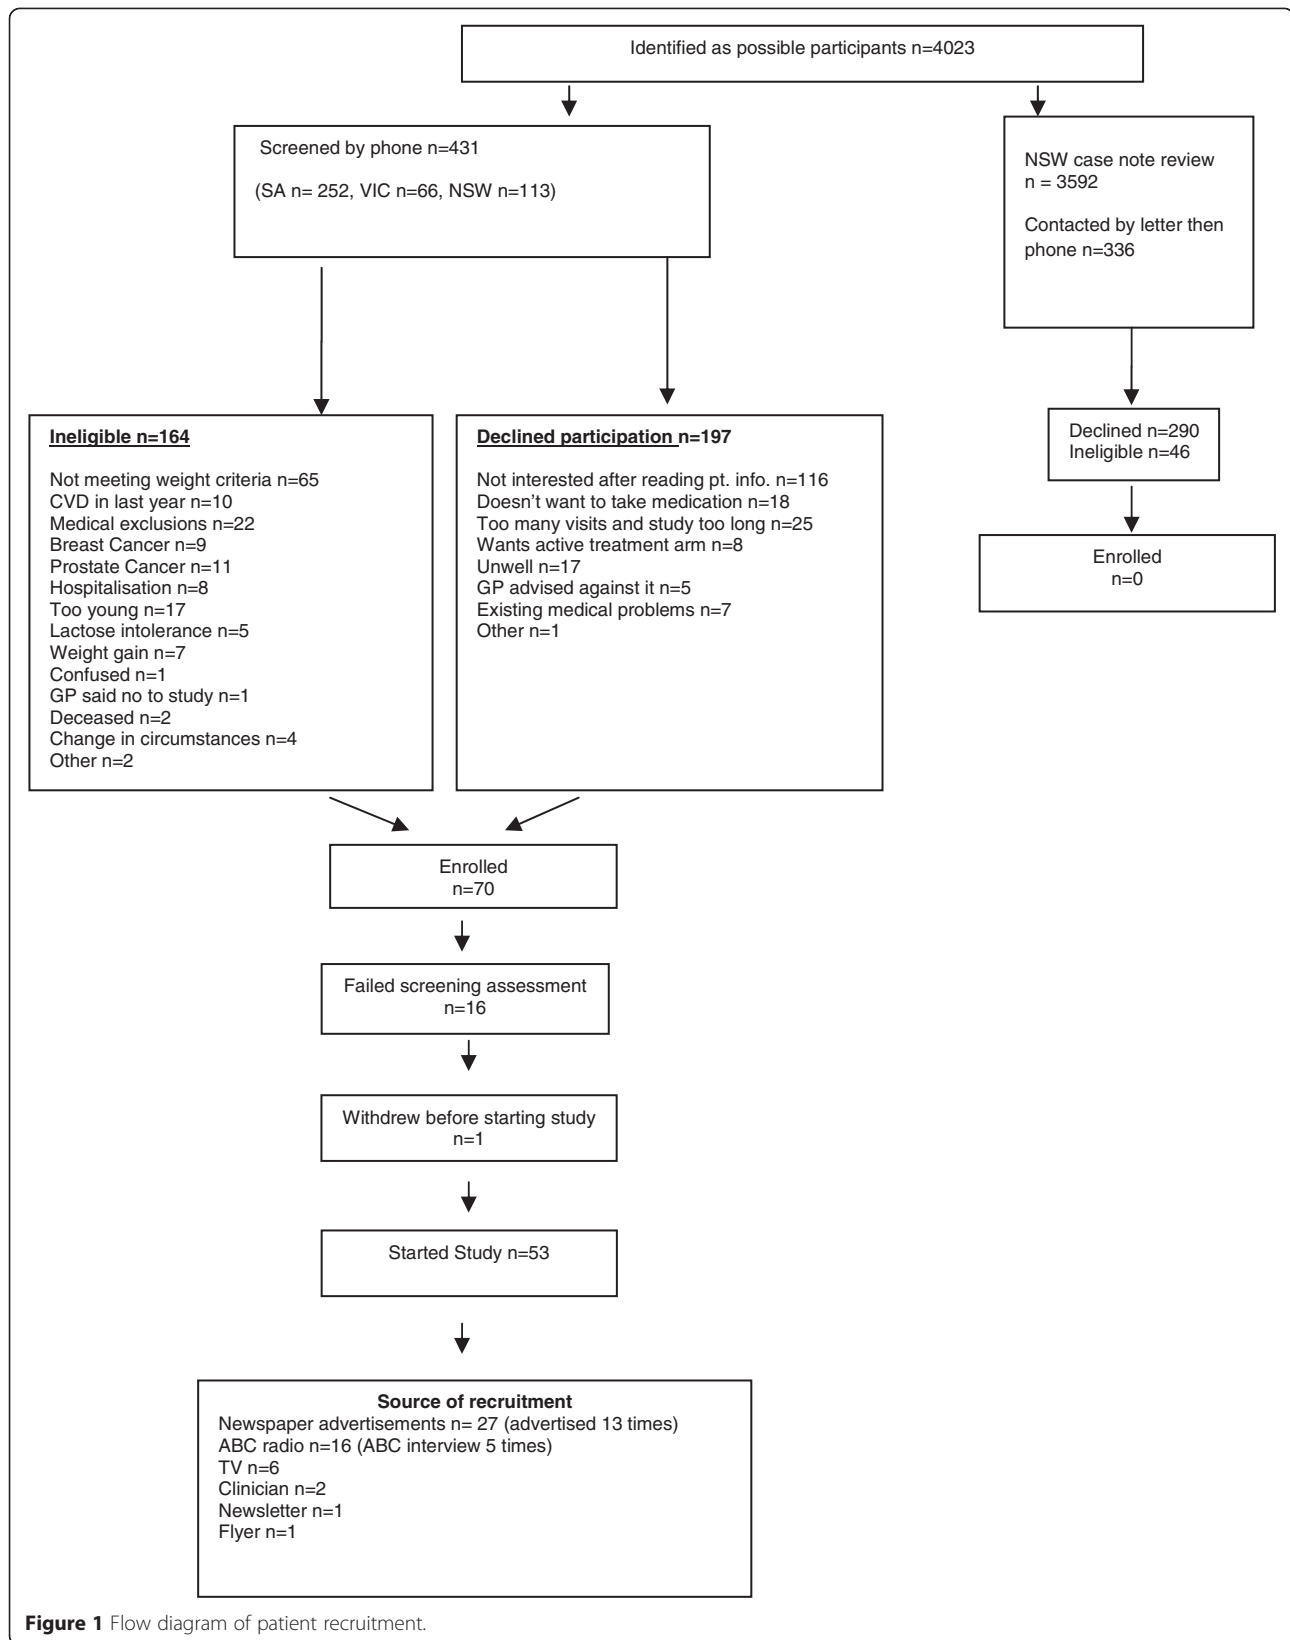 Identified as possible participants n=4023
Screened by phone n=431
(SA n= 252, VIC n=66, NSW n=113)
NSW case note review
n = 3592
Contacted by letter then
phone n=336
Ineligible n=164
Not meeting weight criteria n=65
CVD in last year n=10
Medical exclusions n=22
Breast Cancer n=9
Prostate Cancer n=11
Hospitalisation n=8
Too young n=17
Lactose intolerance n=5
Weight gain n=7
Confused n=1
GP said no to study n=1
Deceased n=2
Change in circumstances n=4
Other n=2
Declined participation n=197
Not interested after reading pt. info. n=116
Doesn’t want to take medication n=18
Too many visits and study too long n=25
Wants active treatment arm n=8
Unwell n=17
GP advised against it n=5
Existing medical problems n=7
Other n=1
Declined n=290
Ineligible n=46
Enrolled
n=0
Enrolled
n=70
Failed screening assessment
n=16
Withdrew before starting study
n=1
Started Study n=53
Source of recruitment
Newspaper advertisements n= 27 (advertised 13 times)
ABC radio n=16 (ABC interview 5 times)
TV n=6
Clinician n=2
Newsletter n=1
Flyer n=1
Figure 1 Flow diagram of patient recruitment.